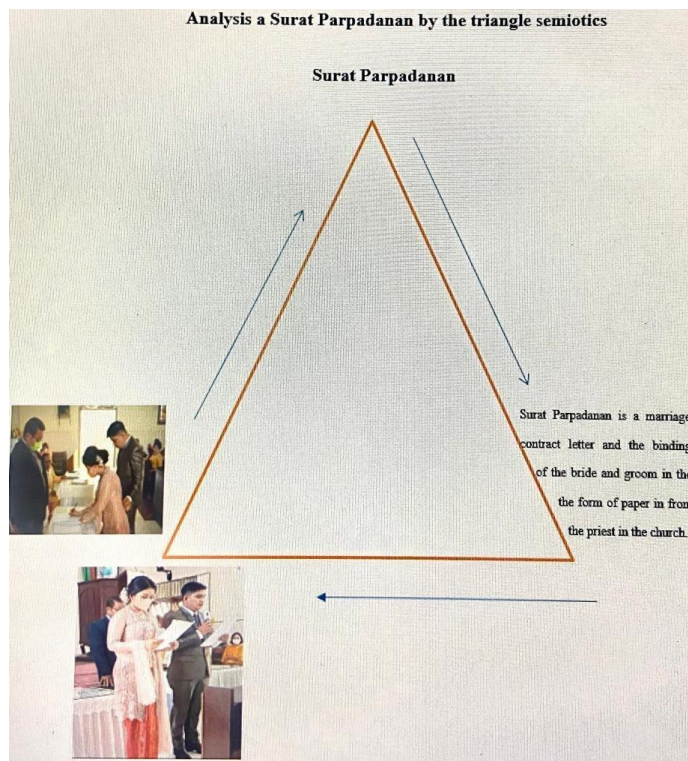 Analysis a Surat Parpadanan by the triangle semiotics
Surat Parpadanan
Surat Parpadanan is a marriage
contract letter and the binding
of the bride and groom in the
the form of paper in fron
the priest in the church.